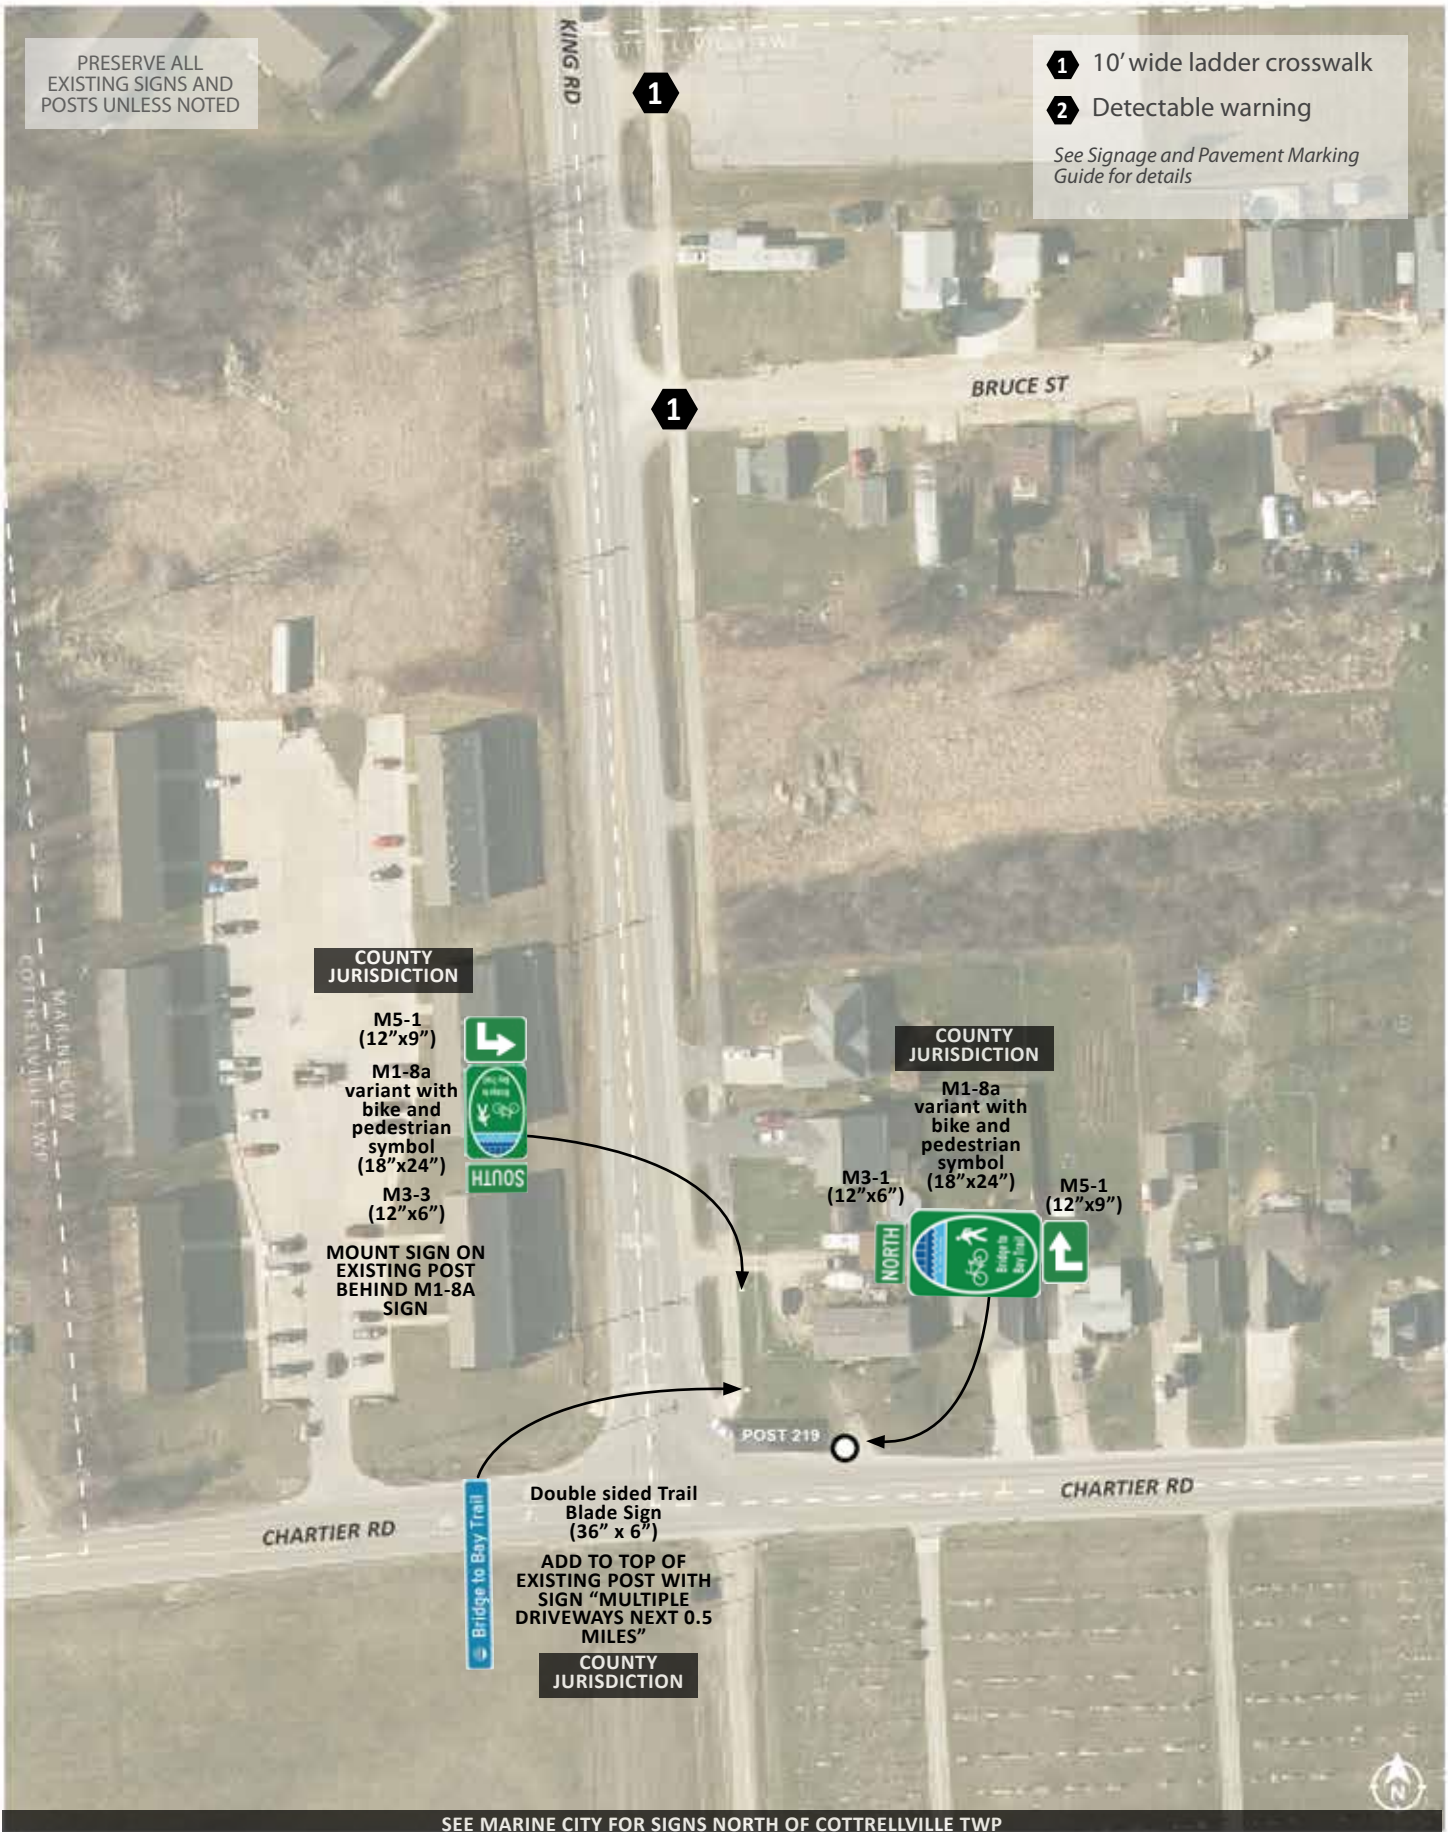 PRESERVE ALL
EXISTING SIGNS AND
POSTS UNLESS NOTED
KING RD
1
1 10' wide ladder crosswalk
2 Detectable warning
See Signage and Pavement Marking
Guide for details
BRUCE ST
1
MARINE CITY
COTTRELLVILLE TWP
COUNTY
JURISDICTION
M5-1
(12"x9")
M1-8a
variant with
bike and
pedestrian
symbol
(18"x24")
M3-3
(12"x6")
MOUNT SIGN ON
EXISTING POST
BEHIND M1-8A
SIGN
Bridge to
Bay Trail
SOUTH
COUNTY
JURISDICTION
M1-8a
variant with
bike and
pedestrian
symbol
(18"x24")
M3-1
(12"x6")
M5-1
(12"x9")
NORTH
Bridge to
Bay Trail
POST 219
CHARTIER RD
CHARTIER RD
Bridge to Bay Trail
Double sided Trail
Blade Sign
(36" x 6")
ADD TO TOP OF
EXISTING POST WITH
SIGN “MULTIPLE
DRIVEWAYS NEXT 0.5
MILES”
COUNTY
JURISDICTION
N
SEE MARINE CITY FOR SIGNS NORTH OF COTTRELLVILLE TWP